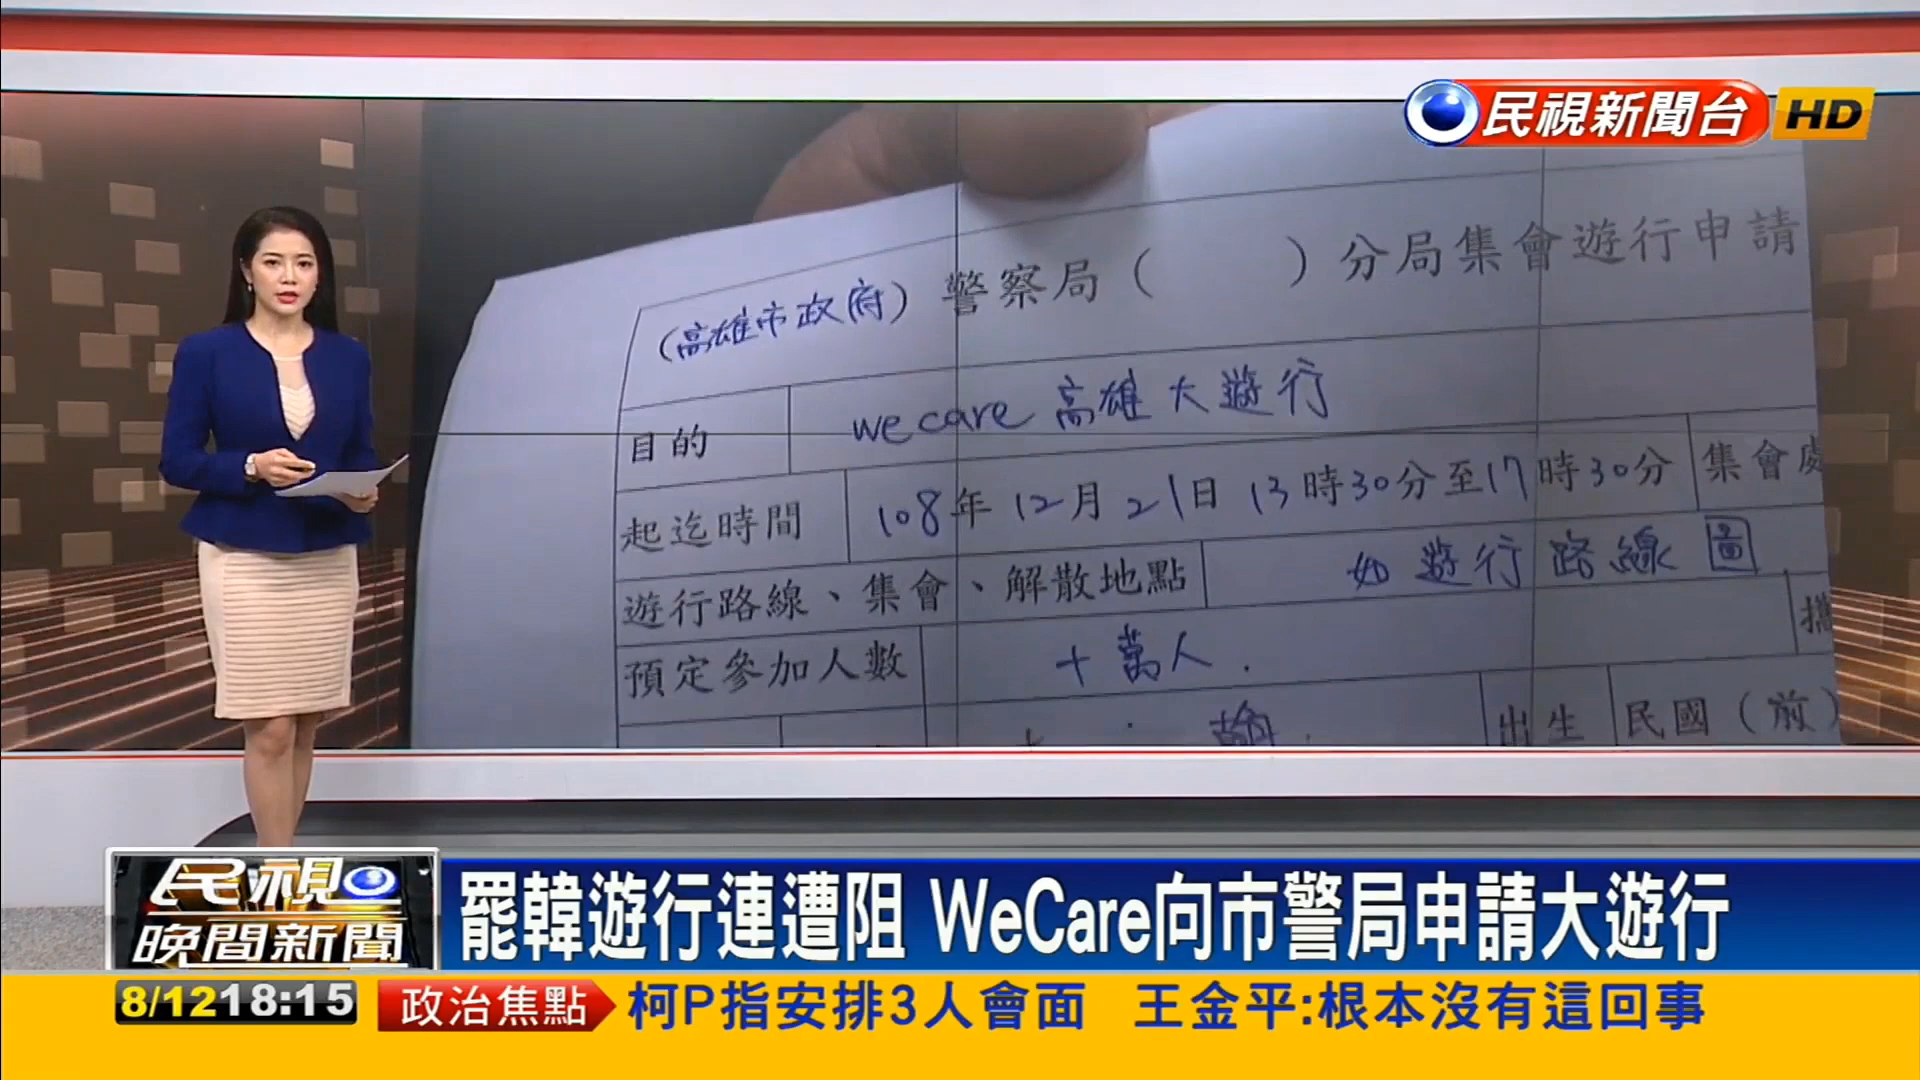 民視新聞台 HD
(高雄市政府) 警察局 ( ) 分局集會遊行申請
目的 we care 高雄大遊行
起迄時間 108年12月21日13時30分至17時30分 集會處
遊行路線、集會、解散地點 如遊行路線圖
預定參加人數 十萬人.
出生 民國(前)
民視
晚間新聞
罷韓遊行連遭阻 WeCare向市警局申請大遊行
8/12 18:15 政治焦點 柯P指安排3人會面 王金平:根本沒有這回事